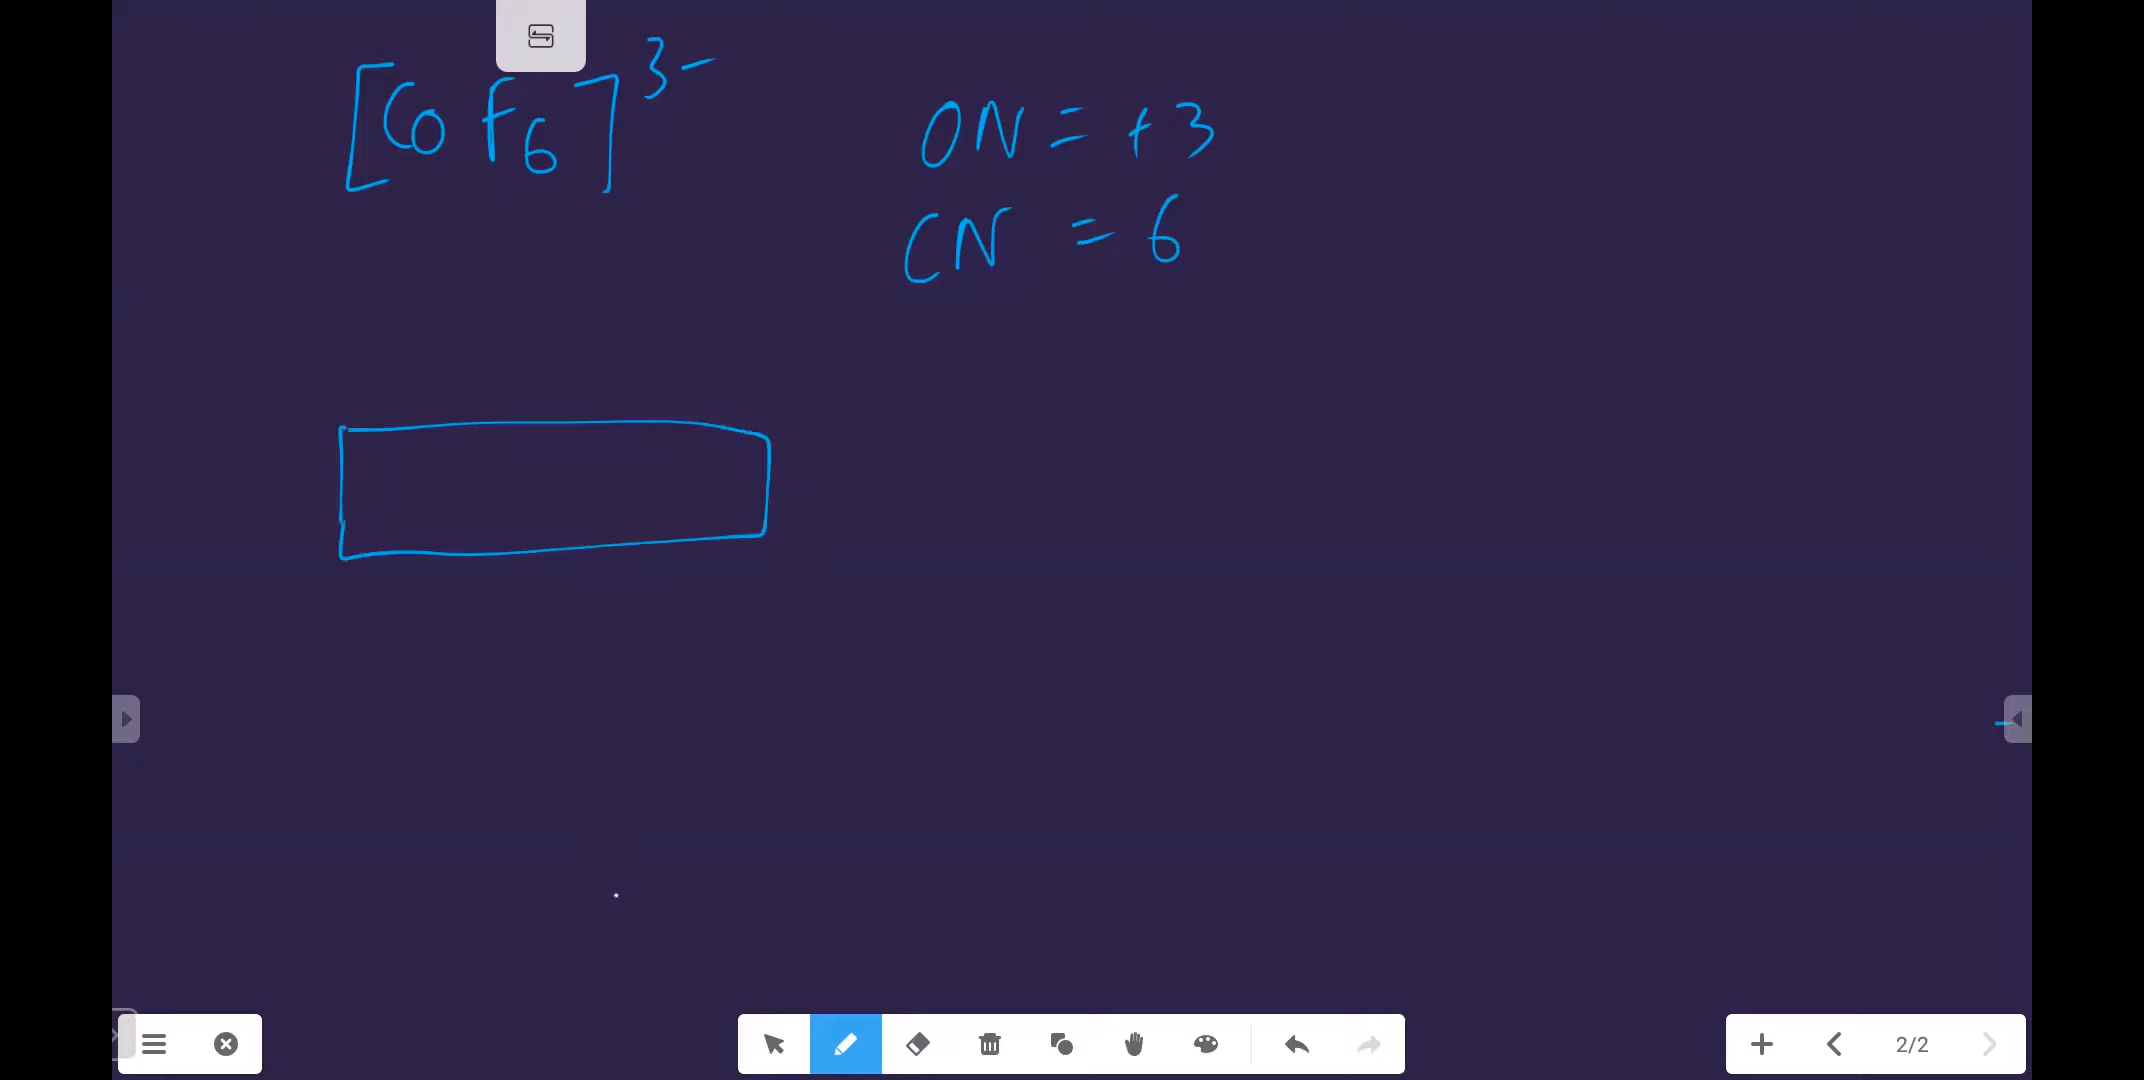 [CoF₆]³⁻
ON = +3
CN = 6
2/2